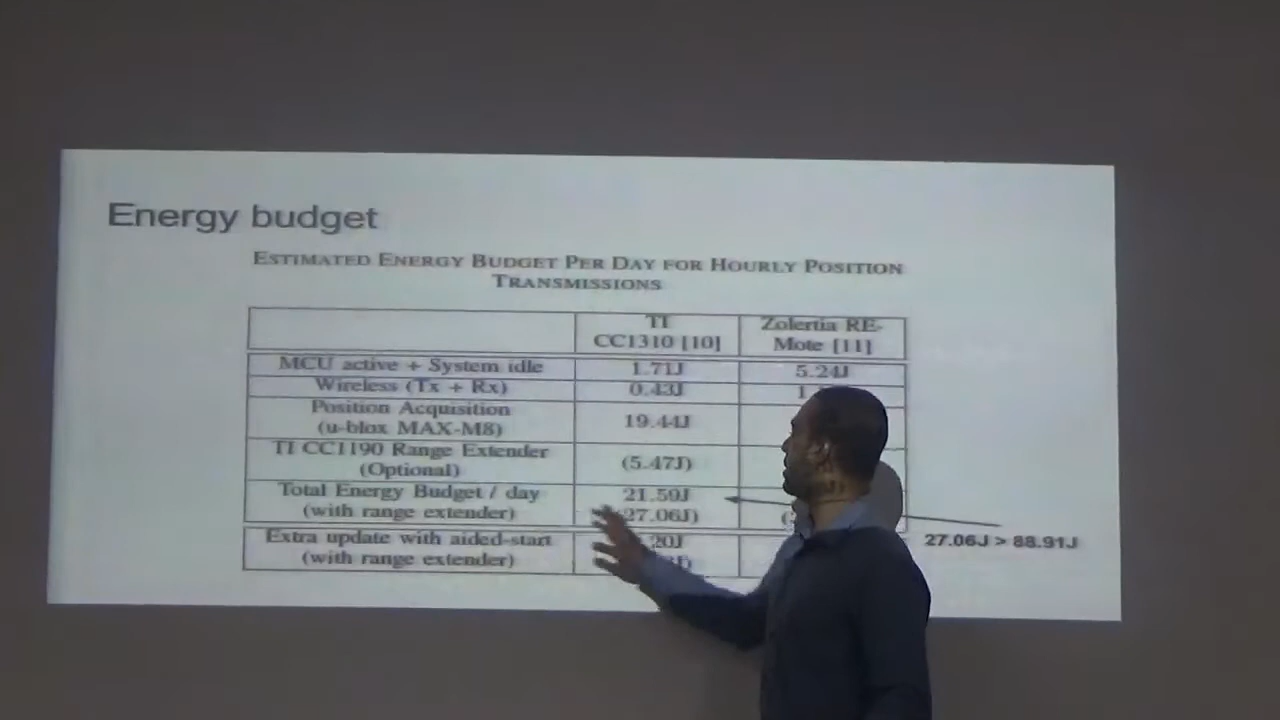 Energy budget
ESTIMATED ENERGY BUDGET PER DAY FOR HOURLY POSITION
TRANSMISSIONS
TI
CC1310 [10]
Zolertia RE-
Mote [11]
MCU active + System idle
1.71J
5.24J
Wireless (Tx + Rx)
0.43J
Position Acquisition
(u-blox MAX-M8)
19.44J
TI CC1190 Range Extender
(Optional)
(5.47J)
Total Energy Budget / day
(with range extender)
21.59J
(27.06J)
Extra update with aided-start
(with range extender)
27.06J > 88.91J